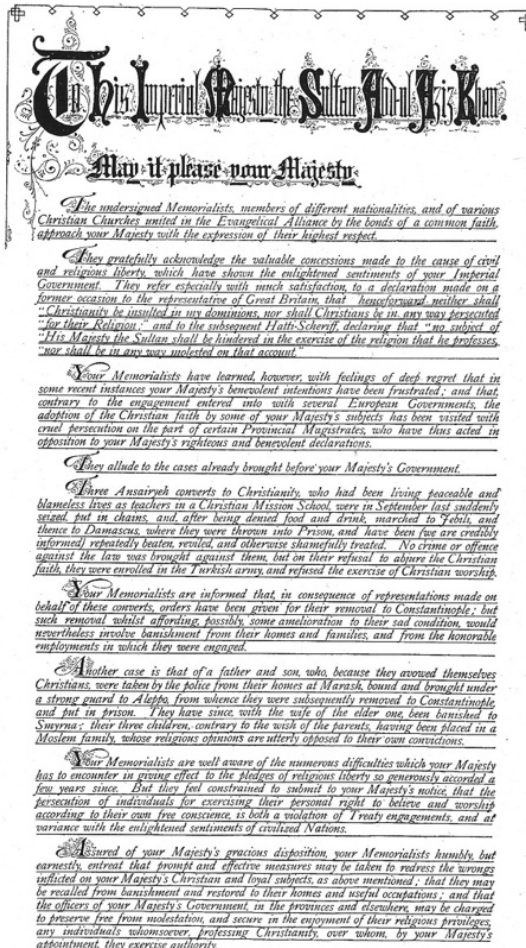 To His Imperial Majesty the Sultan Abd-ul Aziz Khan.
May it please your Majesty
The undersigned Memorialists, members of different nationalities, and of various
Christian Churches united in the Evangelical Alliance by the bonds of a common faith,
approach your Majesty with the expression of their highest respect.
They gratefully acknowledge the valuable concessions made to the cause of civil
and religious liberty, which have shown the enlightened sentiments of your Imperial
Government. They refer especially with much satisfaction, to a declaration made on a
former occasion to the representative of Great Britain, that henceforward neither shall
"Christianity be insulted in my dominions, nor shall Christians be in any way persecuted
"for their Religion;" and to the subsequent Hatti-Scheriff, declaring that "no subject of
"His Majesty the Sultan shall be hindered in the exercise of the religion that he professes,
"nor shall be in any way molested on that account."
Your Memorialists have learned, however, with feelings of deep regret that in
some recent instances your Majesty's benevolent intentions have been frustrated; and that,
contrary to the engagement entered into with several European Governments, the
adoption of the Christian faith by some of your Majesty's subjects has been visited with
cruel persecution on the part of certain Provincial Magistrates, who have thus acted in
opposition to your Majesty's righteous and benevolent declarations.
They allude to the cases already brought before your Majesty's Government.
Three Ansaireyeh converts to Christianity, who had been living peaceable and
blameless lives as teachers in a Christian Mission School, were in September last suddenly
seized, put in chains, and, after being denied food and drink, marched to Jebili, and
thence to Damascus, where they were thrown into Prison, and have been (we are credibly
informed) repeatedly beaten, reviled, and otherwise shamefully treated. No crime or offence
against the law was brought against them, but on their refusal to abjure the Christian
faith, they were enrolled in the Turkish army, and refused the exercise of Christian worship.
Your Memorialists are informed that, in consequence of representations made on
behalf of these converts, orders have been given for their removal to Constantinople; but
such removal whilst affording, possibly, some amelioration to their sad condition, would
nevertheless involve banishment from their homes and families, and from the honorable
employments in which they were engaged.
Another case is that of a father and son, who, because they avowed themselves
Christians, were taken by the police from their homes at Marash, bound and brought under
a strong guard to Aleppo, from whence they were subsequently removed to Constantinople,
and put in prison. They have since, with the wife of the elder one, been banished to
Smyrna; their three children, contrary to the wish of the parents, having been placed in a
Moslem family, whose religious opinions are utterly opposed to their own convictions.
Your Memorialists are well aware of the numerous difficulties which your Majesty
has to encounter in giving effect to the pledges of religious liberty so generously accorded a
few years since. But they feel constrained to submit to your Majesty's notice, that the
persecution of individuals for exercising their personal right to believe and worship
according to their own free conscience, is both a violation of Treaty engagements, and at
variance with the enlightened sentiments of civilized Nations.
Assured of your Majesty's gracious disposition, your Memorialists humbly, but
earnestly, entreat that prompt and effective measures may be taken to redress the wrongs
inflicted on your Majesty's Christian and loyal subjects, as above mentioned; that they may
be recalled from banishment and restored to their homes and useful occupations; and that
the officers of your Majesty's Government, in the provinces and elsewhere, may be charged
to preserve free from molestation, and secure in the enjoyment of their religious privileges,
any individuals whomsoever, professing Christianity, over whom, by your Majesty's
appointment, they exercise authority.